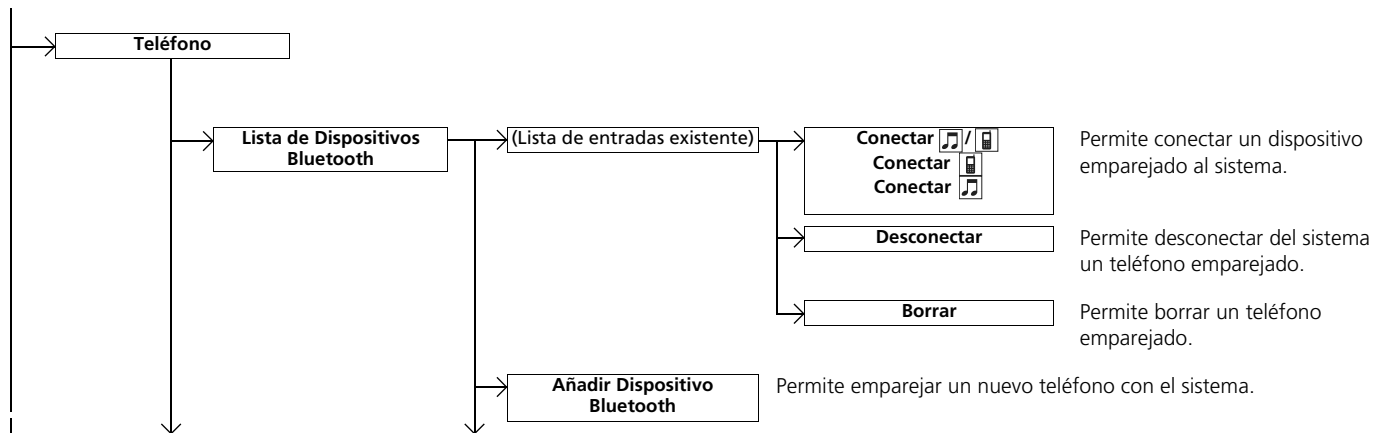 Teléfono
Lista de Dispositivos
Bluetooth
(Lista de entradas existente)
Conectar /
Conectar
Conectar
Permite conectar un dispositivo
emparejado al sistema.
Desconectar
Permite desconectar del sistema
un teléfono emparejado.
Borrar
Permite borrar un teléfono
emparejado.
Añadir Dispositivo
Bluetooth
Permite emparejar un nuevo teléfono con el sistema.